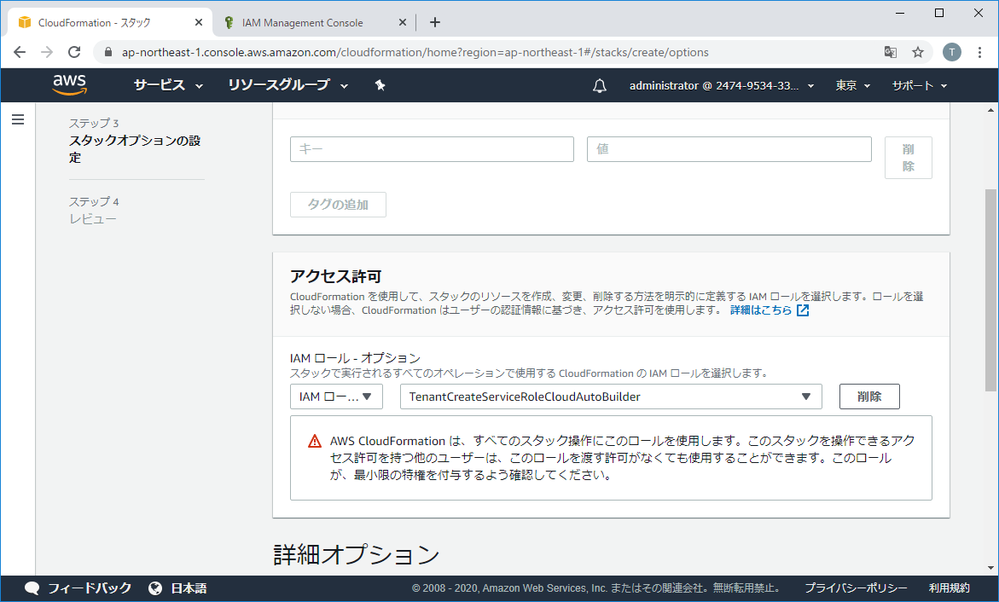 CloudFormation - スタック
IAM Management Console
ap-northeast-1.console.aws.amazon.com/cloudformation/home?region=ap-northeast-1#/stacks/create/options
T
aws
サービス
リソースグループ
administrator @ 2474-9534-33...
東京
サポート
ステップ 3
スタックオプションの設
定
ステップ 4
レビュー
キー
値
削
除
タグの追加
アクセス許可
CloudFormation を使用して、スタックのリソースを作成、変更、削除する方法を明示的に定義する IAM ロールを選択します。ロールを選
択しない場合、CloudFormation はユーザーの認証情報に基づき、アクセス許可を使用します。 詳細はこちら
IAM ロール - オプション
スタックで実行されるすべてのオペレーションで使用する CloudFormation の IAM ロールを選択します。
IAM ロー...
TenantCreateServiceRoleCloudAutoBuilder
削除
AWS CloudFormation は、すべてのスタック操作にこのロールを使用します。このスタックを操作できるアク
セス許可を持つ他のユーザーは、このロールを渡す許可がなくても使用することができます。このロール
が、最小限の特権を付与するよう確認してください。
詳細オプション
フィードバック
日本語
© 2008 - 2020, Amazon Web Services, Inc. またはその関連会社。無断転用禁止。
プライバシーポリシー
利用規約